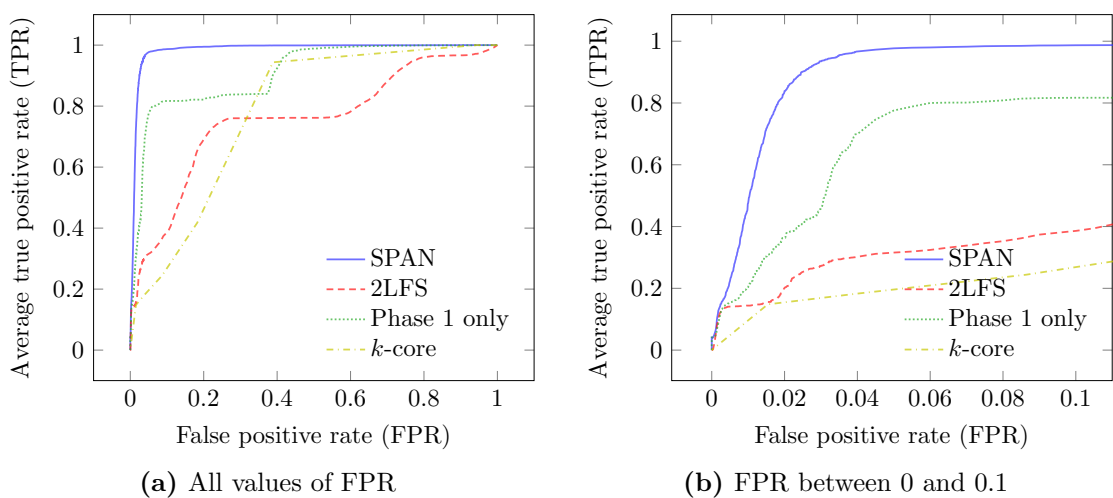 Average true positive rate (TPR)
1
0.8
0.6
0.4
0.2
0
0 0.2 0.4 0.6 0.8 1
False positive rate (FPR)
SPAN
2LFS
Phase 1 only
k-core
(a) All values of FPR
Average true positive rate (TPR)
1
0.8
0.6
0.4
0.2
0
0 0.02 0.04 0.06 0.08 0.1
False positive rate (FPR)
SPAN
2LFS
Phase 1 only
k-core
(b) FPR between 0 and 0.1